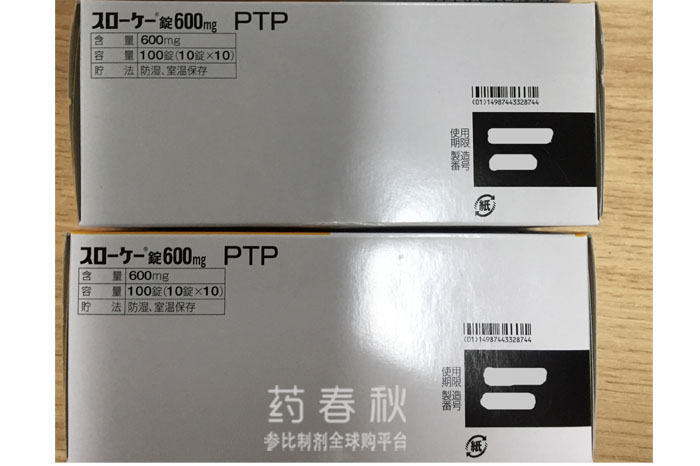 スローケー®錠600mg PTP
含 量 600mg
容 量 100錠(10錠×10)
貯 法 防湿、室温保存
(01)14987443328744
使用
期限
製造
番号
紙
スローケー®錠600mg PTP
含 量 600mg
容 量 100錠(10錠×10)
貯 法 防湿、室温保存
(01)14987443328744
使用
期限
製造
番号
紙
药春秋
参比制剂全球购平台